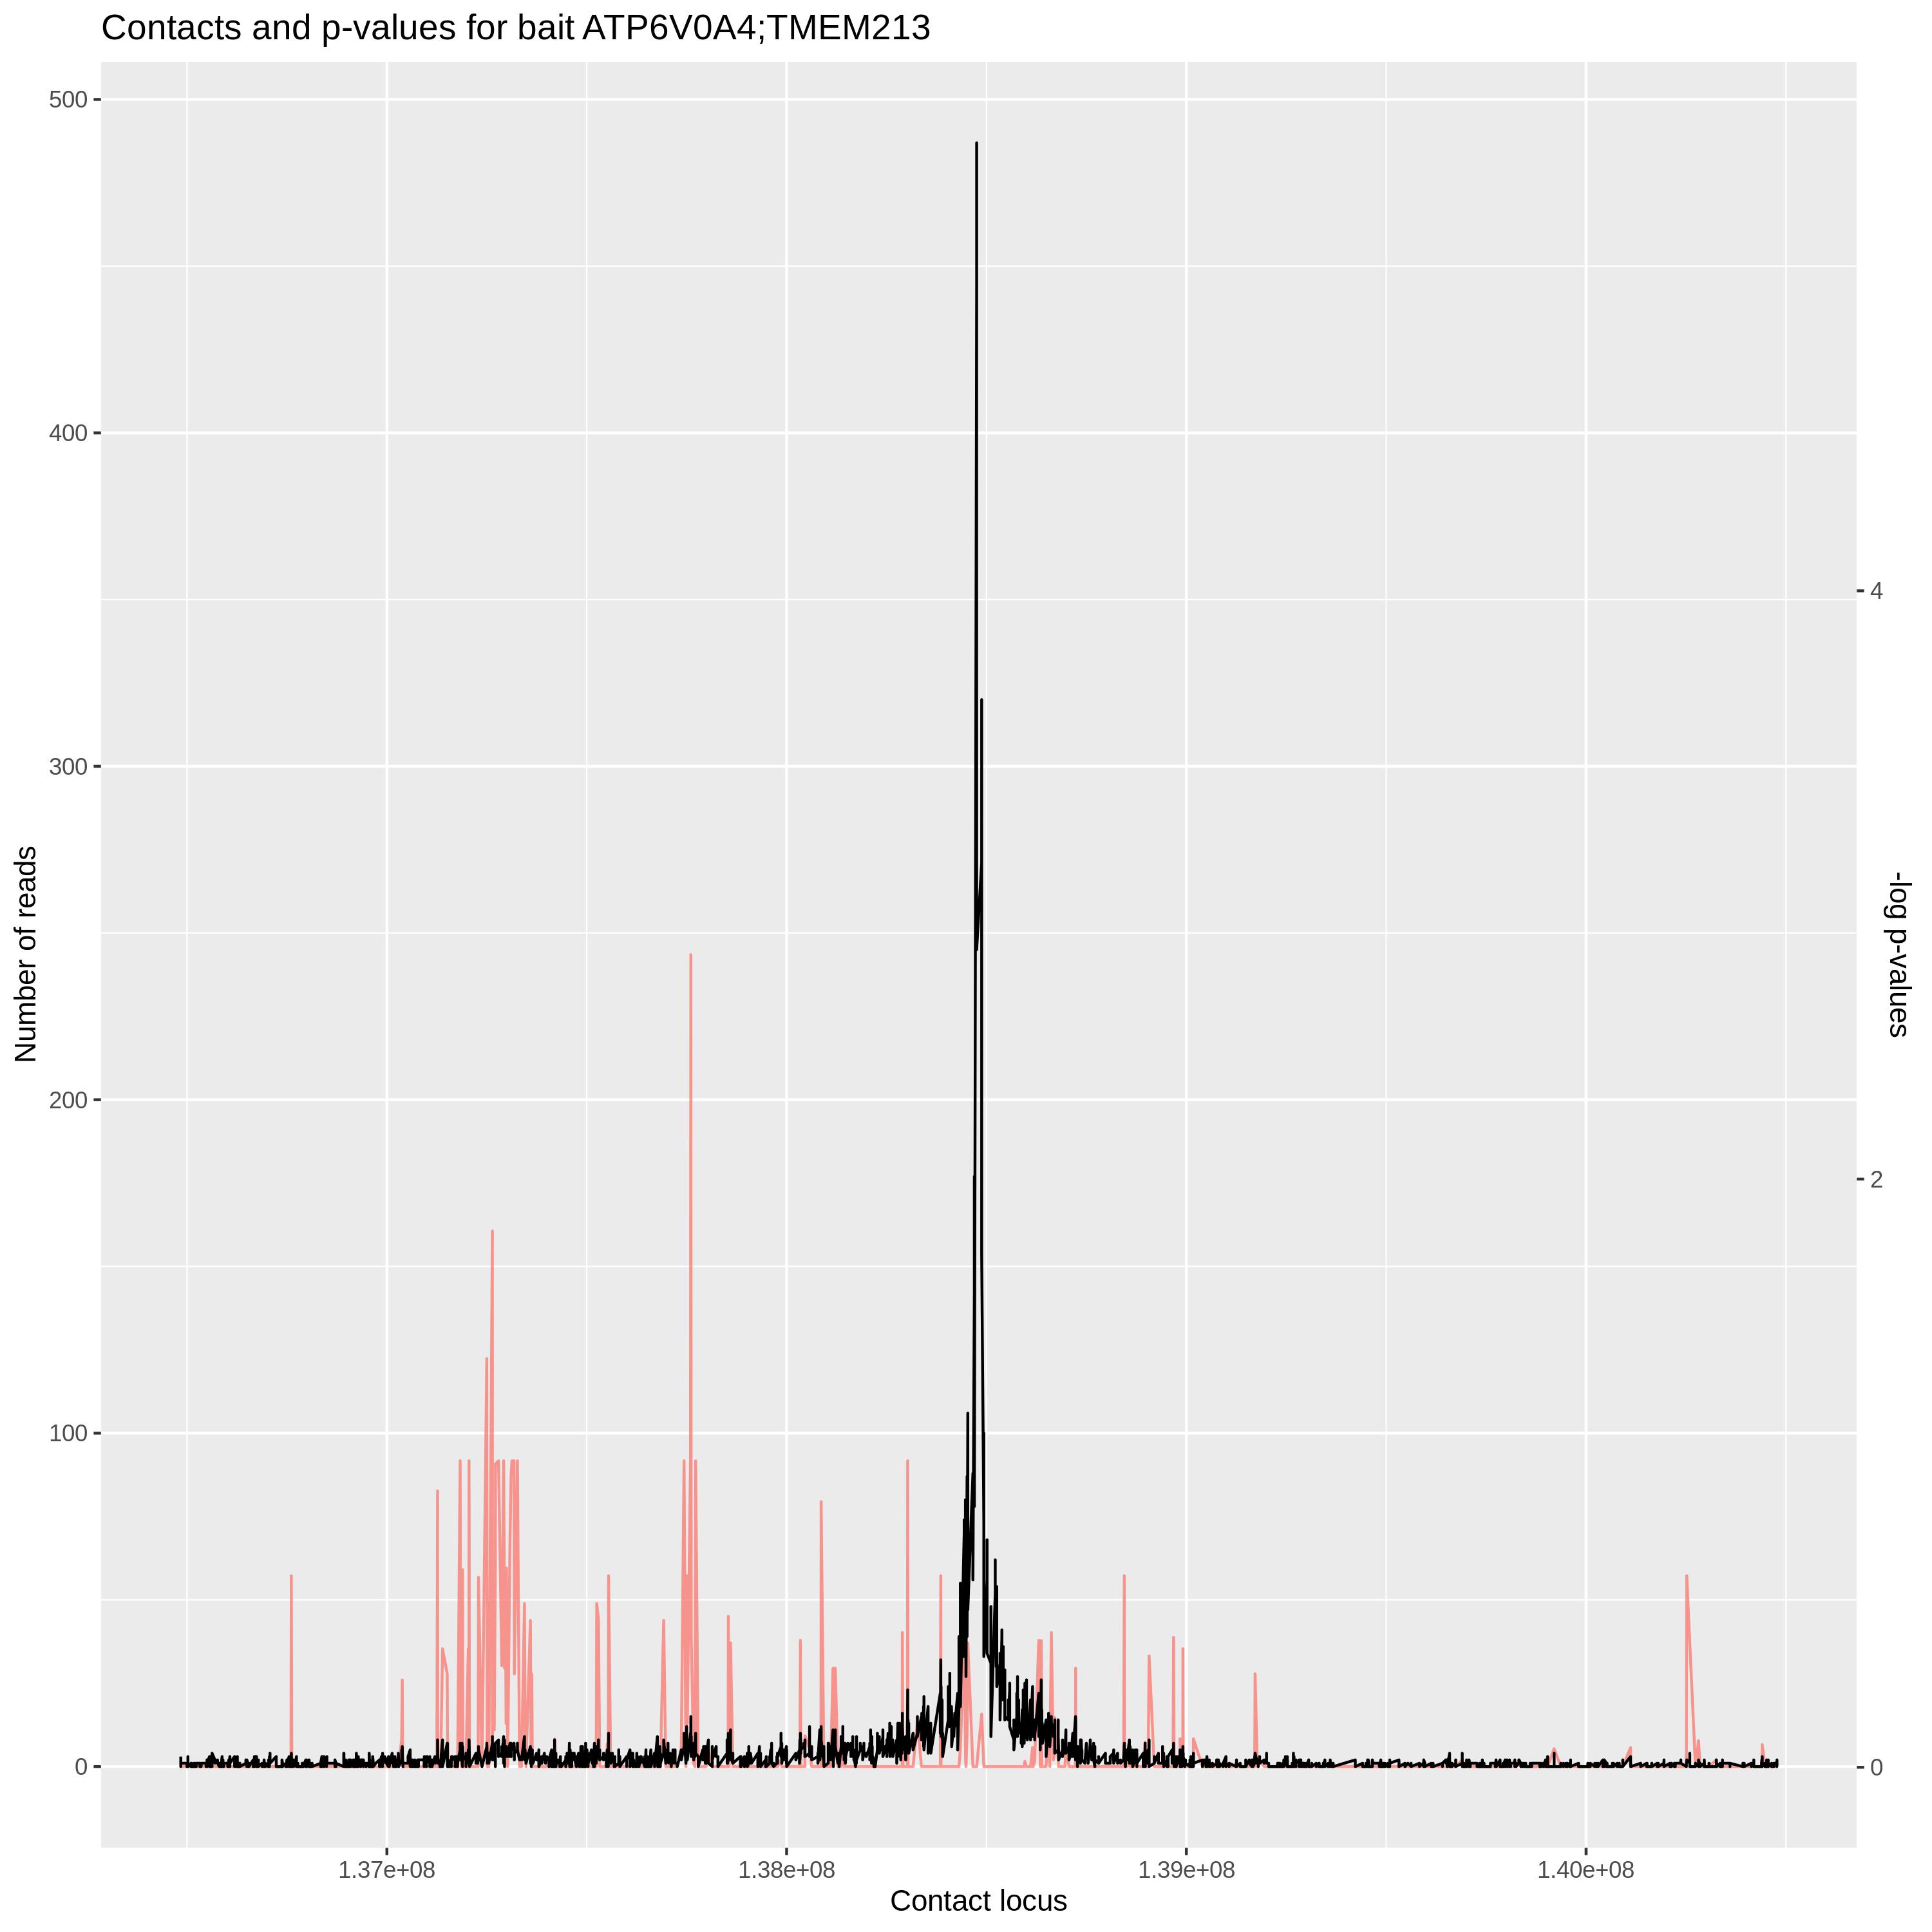 Contacts and p-values for bait ATP6V0A4;TMEM213
500
400
300
200
100
0
Number of reads
4
2
0
-log p-values
1.37e+08
1.38e+08
1.39e+08
1.40e+08
Contact locus